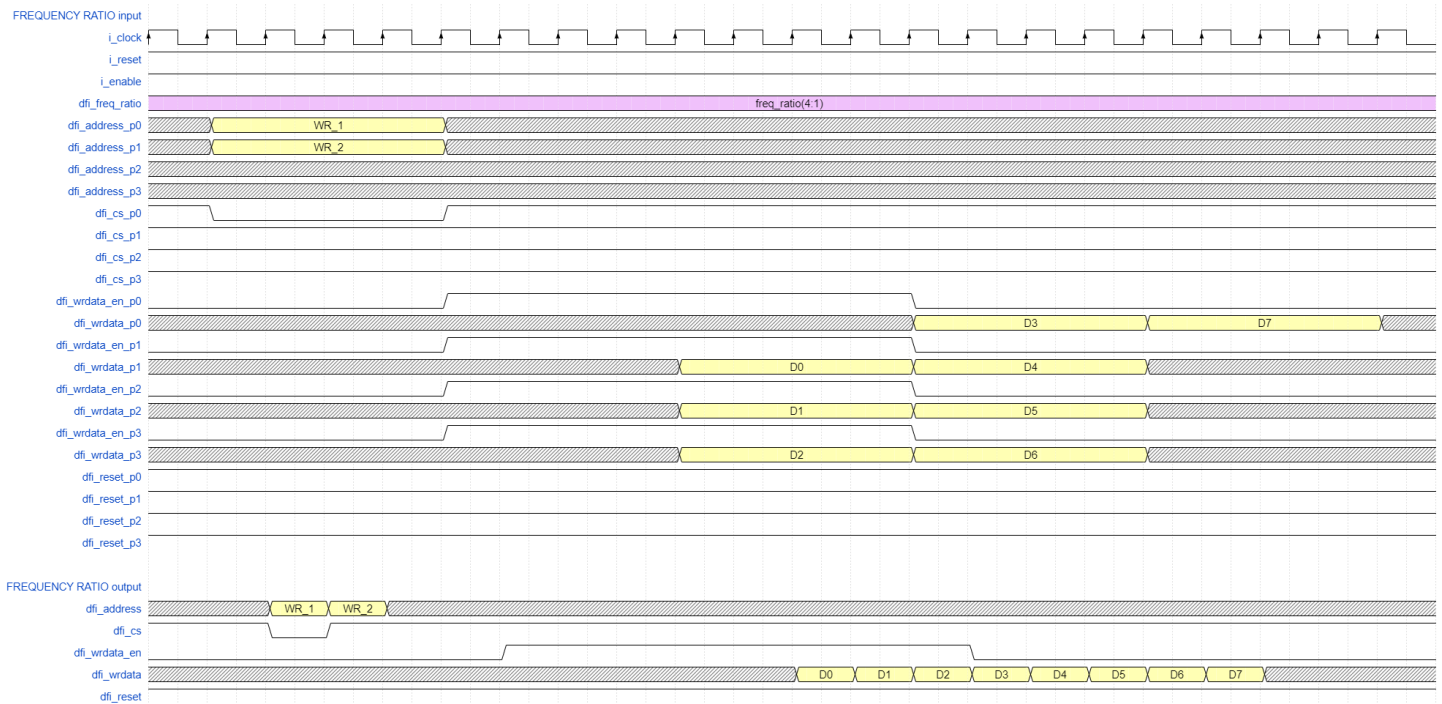 FREQUENCY RATIO input
i_clock
i_reset
i_enable
dfi_freq_ratio freq_ratio(4:1)
dfi_address_p0 WR_1
dfi_address_p1 WR_2
dfi_address_p2
dfi_address_p3
dfi_cs_p0
dfi_cs_p1
dfi_cs_p2
dfi_cs_p3
dfi_wrdata_en_p0
dfi_wrdata_p0 D3 D7
dfi_wrdata_en_p1
dfi_wrdata_p1 D0 D4
dfi_wrdata_en_p2
dfi_wrdata_p2 D1 D5
dfi_wrdata_en_p3
dfi_wrdata_p3 D2 D6
dfi_reset_p0
dfi_reset_p1
dfi_reset_p2
dfi_reset_p3
FREQUENCY RATIO output
dfi_address WR_1 WR_2
dfi_cs
dfi_wrdata_en
dfi_wrdata D0 D1 D2 D3 D4 D5 D6 D7
dfi_reset